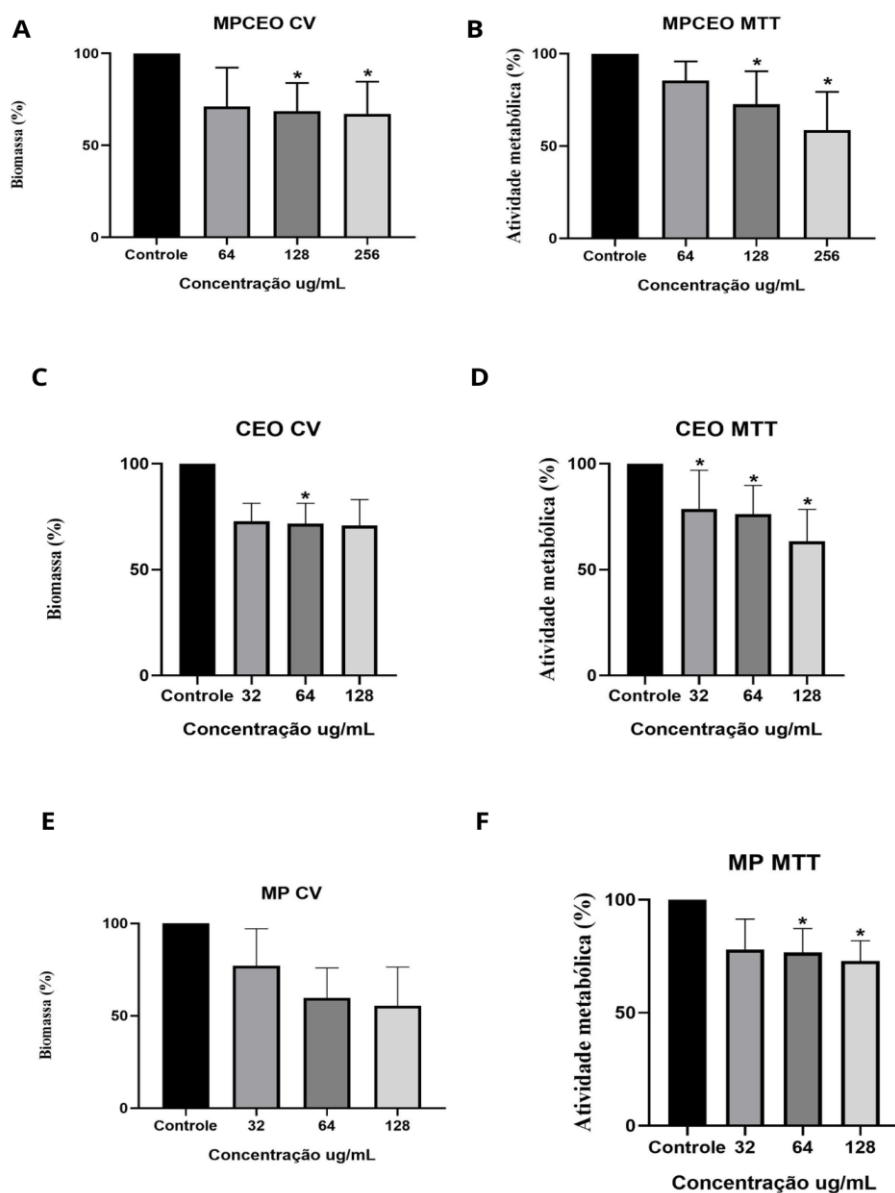 A
MPCEO CV
Biomassa (%)
100
50
0
*
*
Controle 64 128 256
Concentração ug/mL
B
MPCEO MTT
Atividade metabólica (%)
100
50
0
*
*
Controle 64 128 256
Concentração ug/mL
C
CEO CV
Biomassa (%)
100
50
0
*
Controle 32 64 128
Concentração ug/mL
D
CEO MTT
Atividade metabólica (%)
100
50
0
*
*
*
Controle 32 64 128
Concentração ug/mL
E
MP CV
Biomassa (%)
100
50
0
Controle 32 64 128
Concentração ug/mL
F
MP MTT
Atividade metabólica (%)
100
50
0
*
*
Controle 32 64 128
Concentração ug/mL